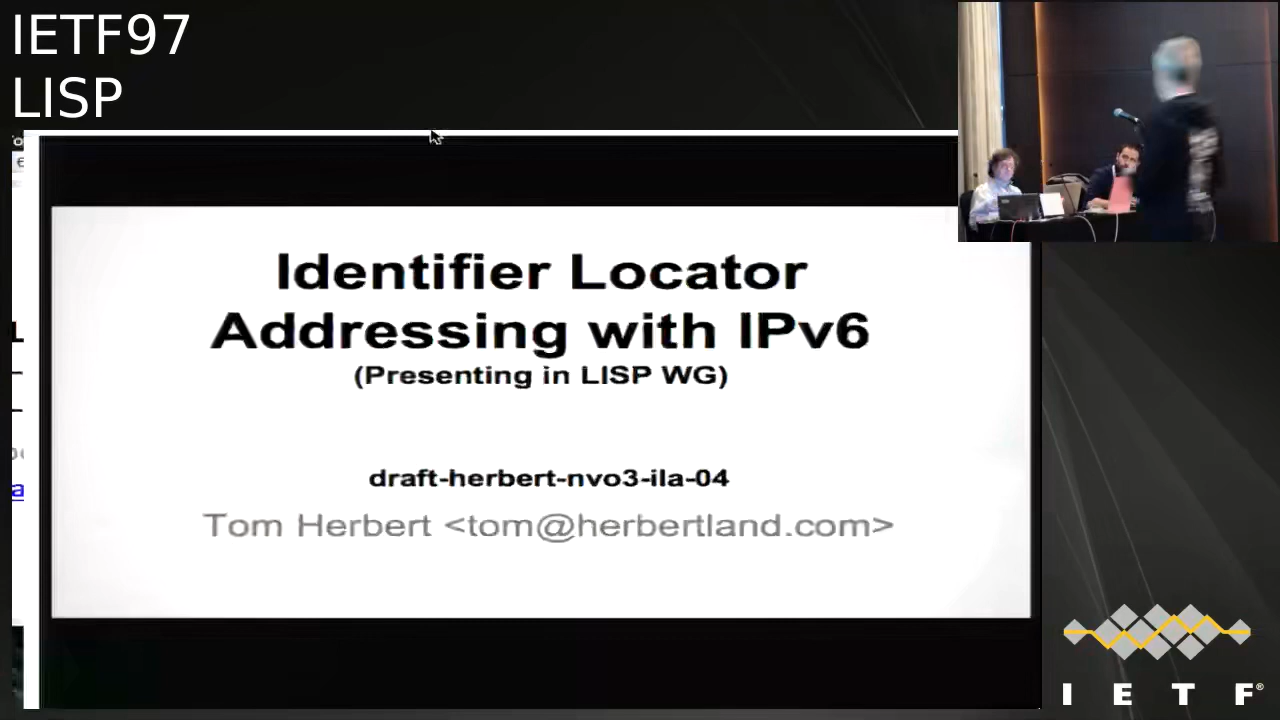 IETF97
LISP
Identifier Locator
Addressing with IPv6
(Presenting in LISP WG)
draft-herbert-nvo3-ila-04
Tom Herbert <tom@herbertland.com>
I E T F®